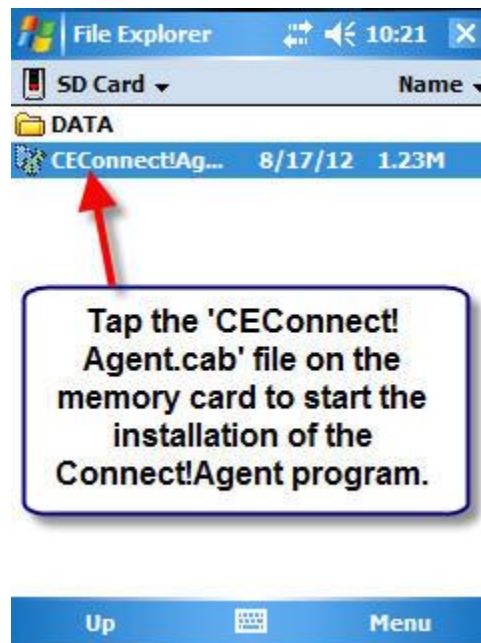 File Explorer 10:21
SD Card Name
DATA
CEConnect!Ag... 8/17/12 1.23M
Tap the 'CEConnect!
Agent.cab' file on the
memory card to start the
installation of the
Connect!Agent program.
Up Menu